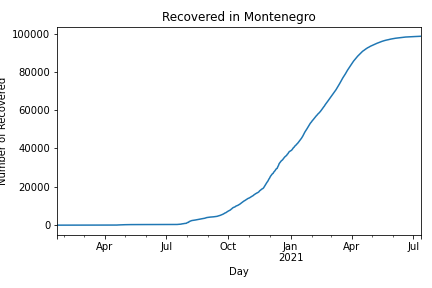 Recovered in Montenegro
Number of Recovered
100000
80000
60000
40000
20000
0
Apr Jul Oct Jan Apr Jul
2021
Day